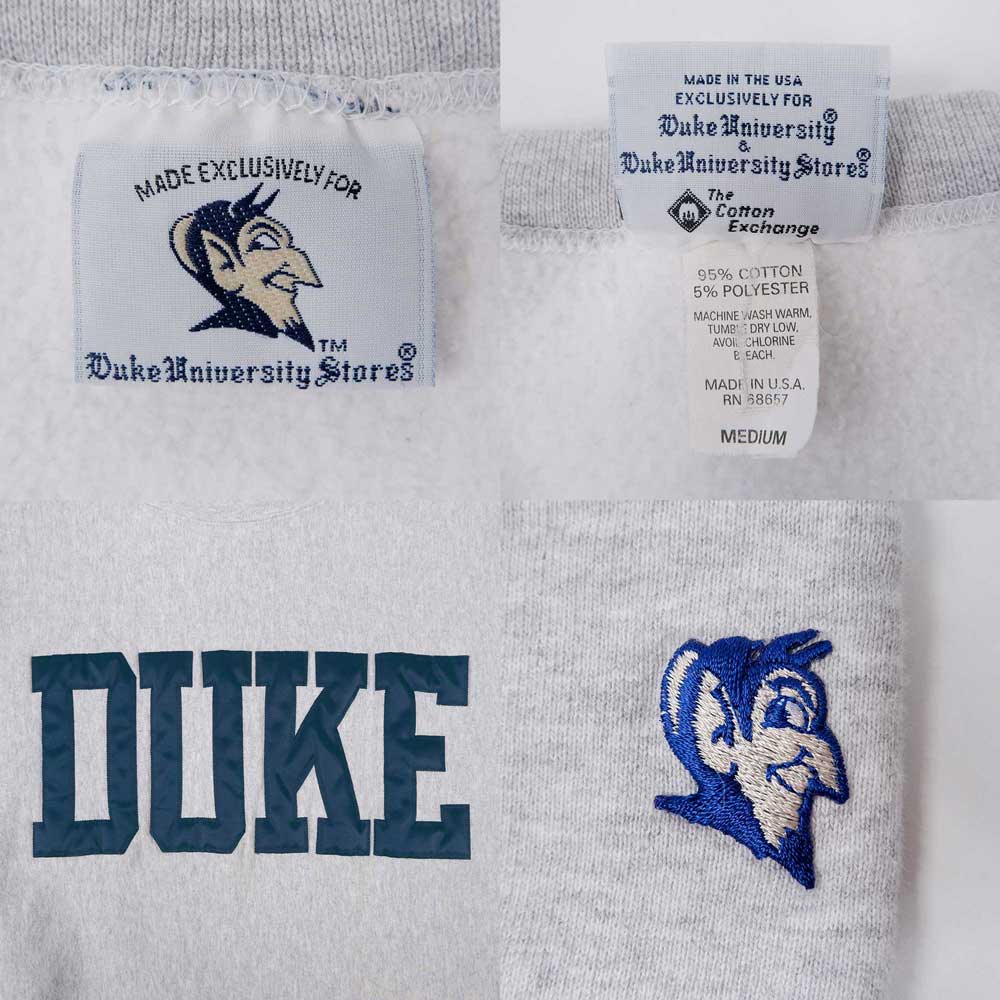 MADE EXCLUSIVELY FOR
TM
Duke University Stores®
MADE IN THE USA
EXCLUSIVELY FOR
Duke University®
&
Duke University Stores®
The
Cotton
Exchange
95% COTTON
5% POLYESTER
MACHINE WASH WARM,
TUMBLE DRY LOW,
AVOID CHLORINE
BLEACH.
MADE IN U.S.A.
RN 68657
MEDIUM
DUKE